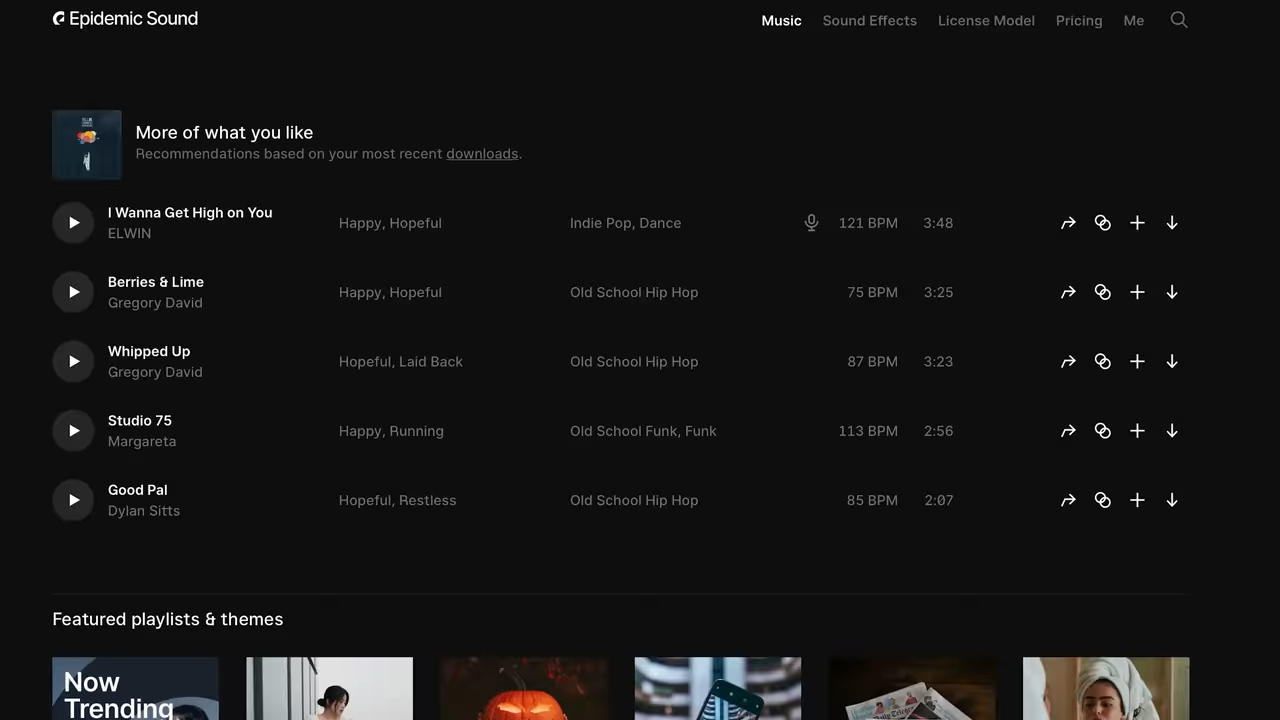 Epidemic Sound
Music Sound Effects License Model Pricing Me
More of what you like
Recommendations based on your most recent downloads.
I Wanna Get High on You
ELWIN
Happy, Hopeful
Indie Pop, Dance
121 BPM 3:48
Berries & Lime
Gregory David
Happy, Hopeful
Old School Hip Hop
75 BPM 3:25
Whipped Up
Gregory David
Hopeful, Laid Back
Old School Hip Hop
87 BPM 3:23
Studio 75
Margareta
Happy, Running
Old School Funk, Funk
113 BPM 2:56
Good Pal
Dylan Sitts
Hopeful, Restless
Old School Hip Hop
85 BPM 2:07
Featured playlists & themes
Now
Trending